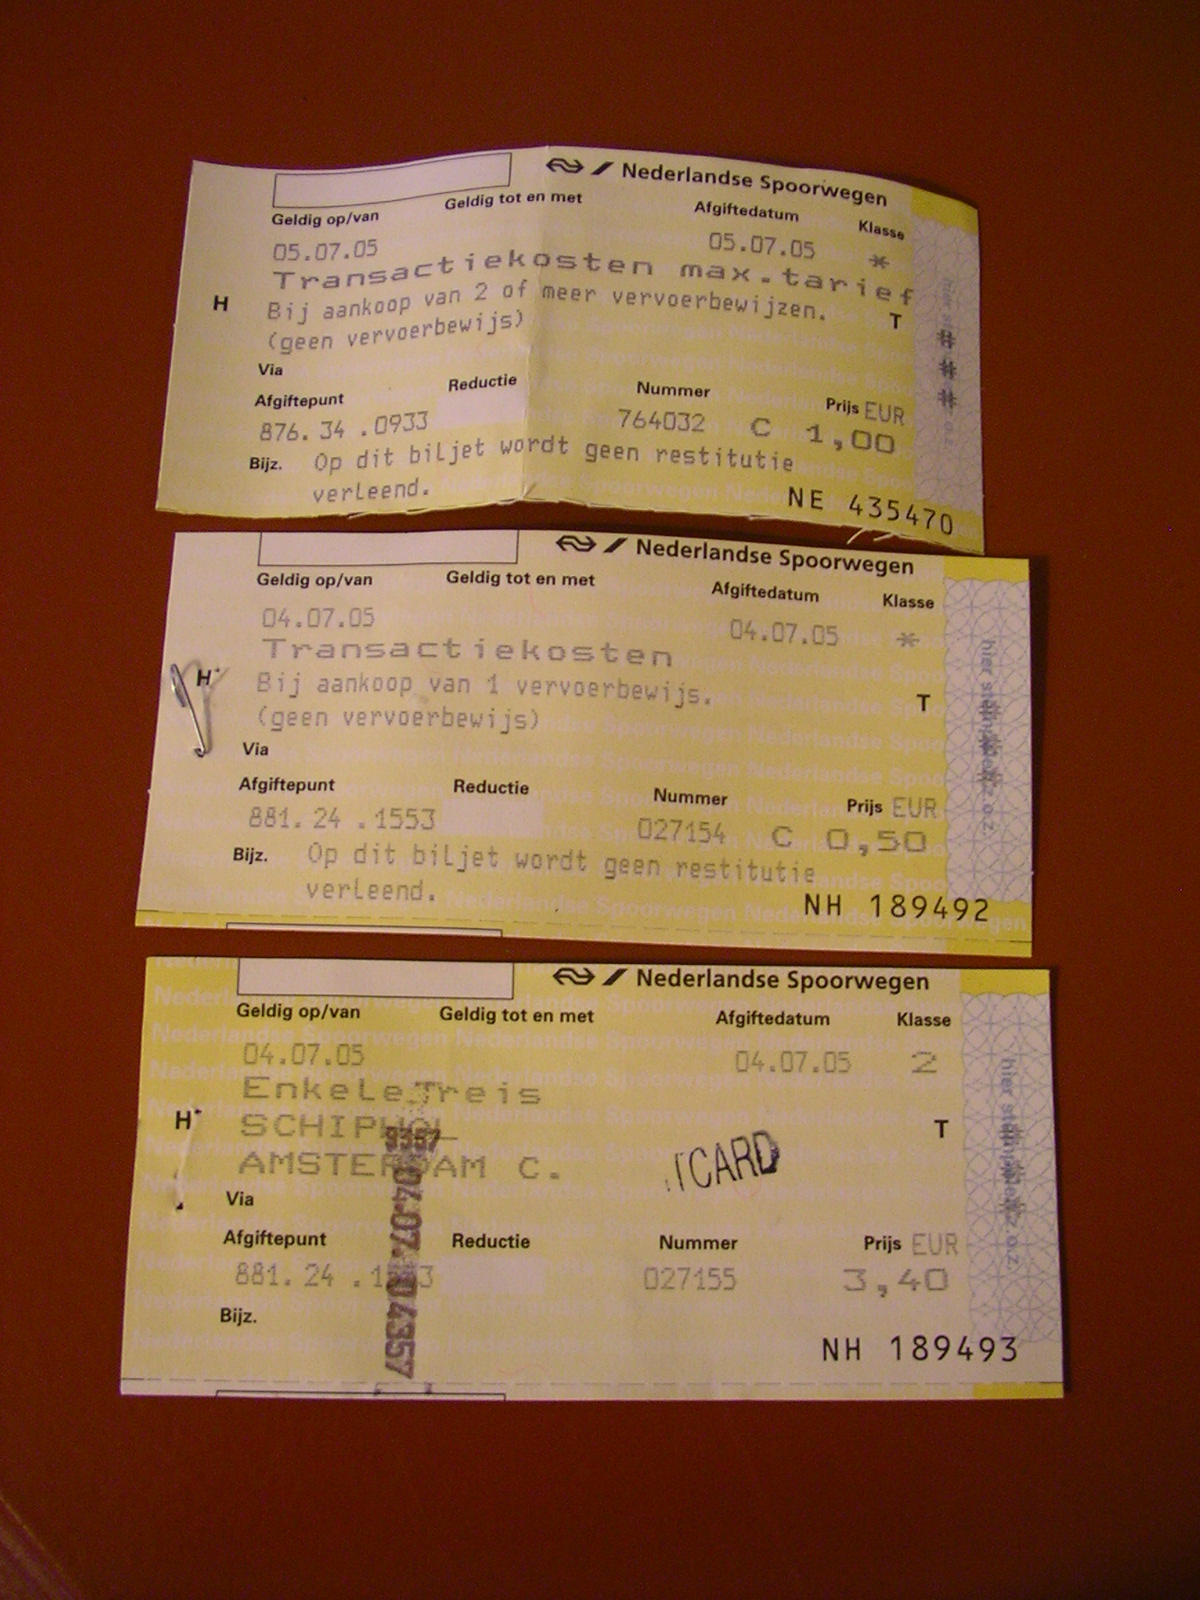 Nederlandse Spoorwegen
Geldig op/van Geldig tot en met Afgiftedatum Klasse
05.07.05 05.07.05 *
Transactiekosten max.tarief
H Bij aankoop van 2 of meer vervoerbewijzen. T
(geen vervoerbewijs)
Via
Afgiftepunt Reductie Nummer Prijs EUR
876.34 .0933 764032 C 1,00
Bijz. Op dit biljet wordt geen restitutie
verleend.
NE 435470
Nederlandse Spoorwegen
Geldig op/van Geldig tot en met Afgiftedatum Klasse
04.07.05 04.07.05 *
Transactiekosten
H Bij aankoop van 1 vervoerbewijs. T
(geen vervoerbewijs)
Via
Afgiftepunt Reductie Nummer Prijs EUR
881.24 .1553 027154 C 0,50
Bijz. Op dit biljet wordt geen restitutie
verleend.
NH 189492
Nederlandse Spoorwegen
Geldig op/van Geldig tot en met Afgiftedatum Klasse
04.07.05 04.07.05 2
Enkele reis
H SCHIPHOL T
AMSTERDAM C.
TCARD
Via
Afgiftepunt Reductie Nummer Prijs EUR
881.24 027155 3,40
Bijz.
NH 189493